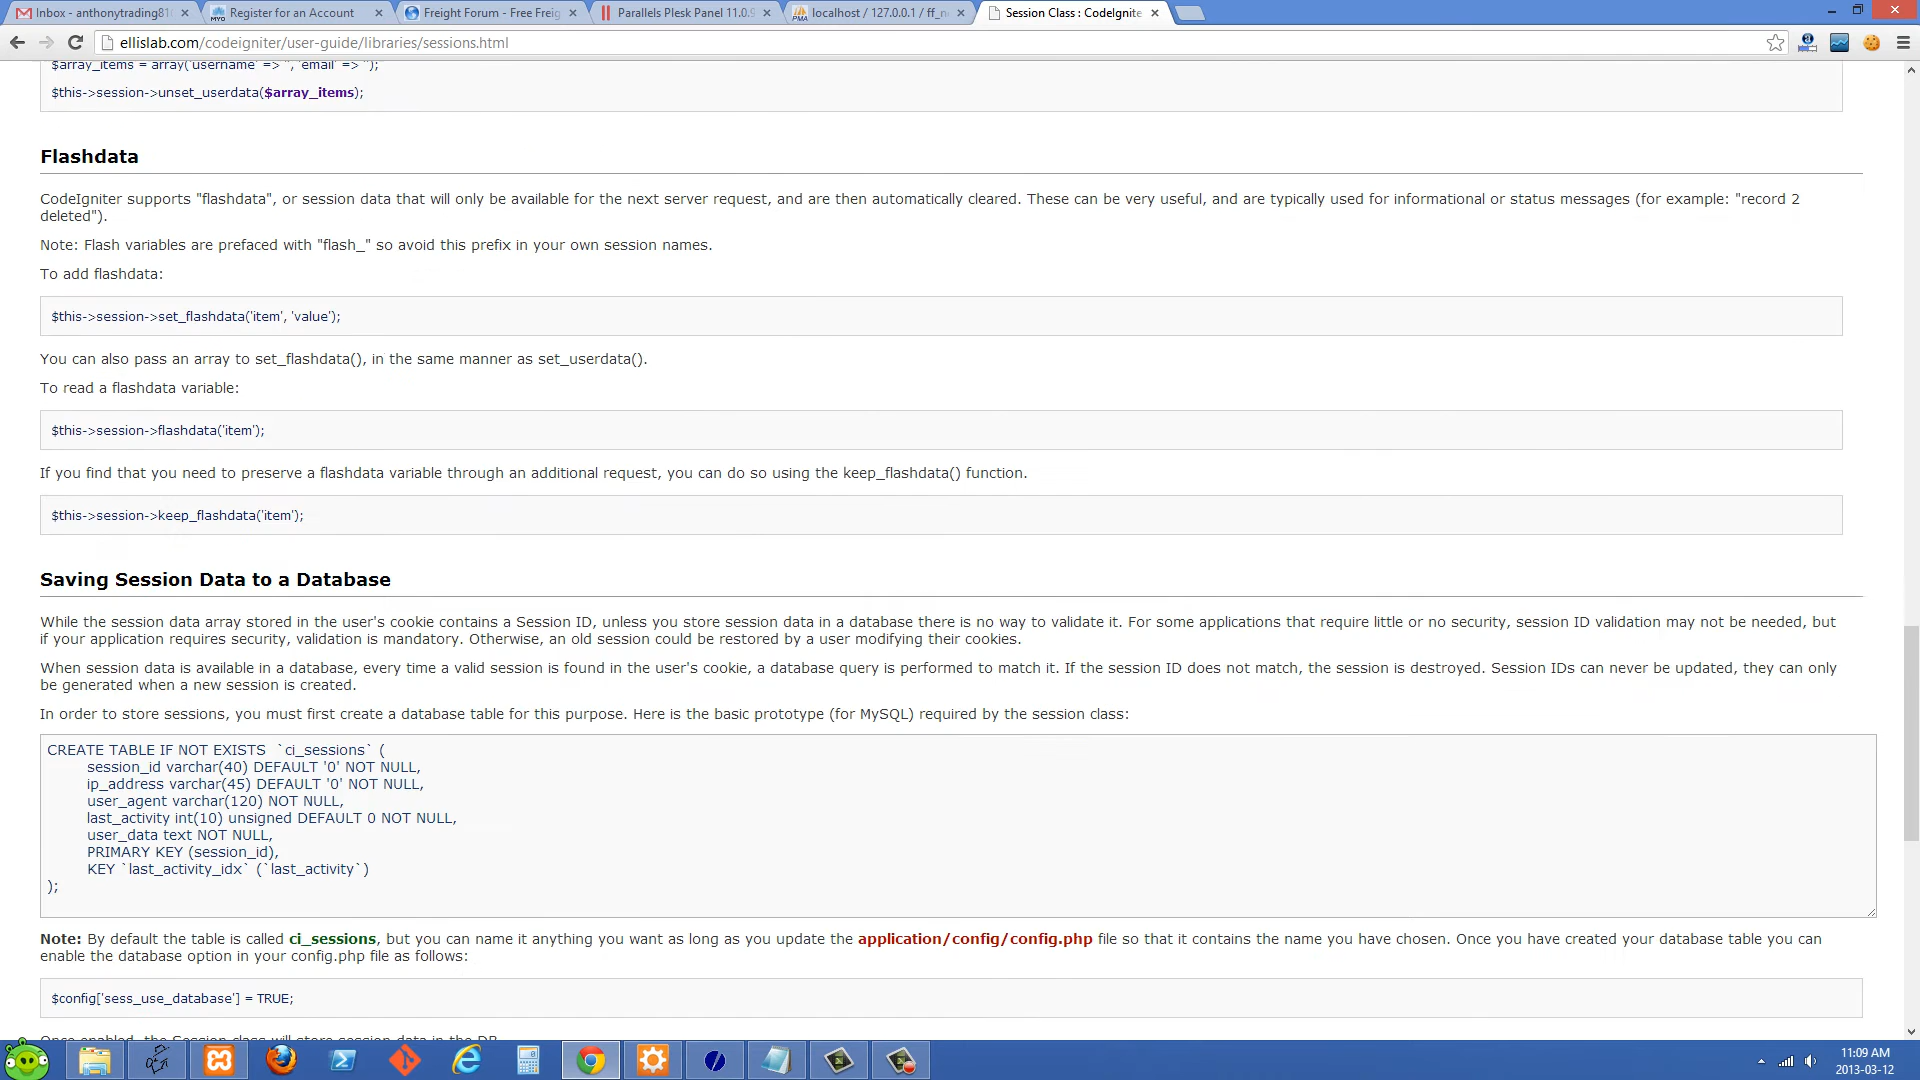 Inbox - anthonytrading81
Register for an Account
Freight Forum - Free Freig
Parallels Plesk Panel 11.0.9
localhost / 127.0.0.1 / ff_n
Session Class : CodeIgnite
ellislab.com/codeigniter/user-guide/libraries/sessions.html
$array_items = array('username' => '', 'email' => '');
$this->session->unset_userdata($array_items);
Flashdata
CodeIgniter supports "flashdata", or session data that will only be available for the next server request, and are then automatically cleared. These can be very useful, and are typically used for informational or status messages (for example: "record 2
deleted").
Note: Flash variables are prefaced with "flash_" so avoid this prefix in your own session names.
To add flashdata:
$this->session->set_flashdata('item', 'value');
You can also pass an array to set_flashdata(), in the same manner as set_userdata().
To read a flashdata variable:
$this->session->flashdata('item');
If you find that you need to preserve a flashdata variable through an additional request, you can do so using the keep_flashdata() function.
$this->session->keep_flashdata('item');
Saving Session Data to a Database
While the session data array stored in the user's cookie contains a Session ID, unless you store session data in a database there is no way to validate it. For some applications that require little or no security, session ID validation may not be needed, but
if your application requires security, validation is mandatory. Otherwise, an old session could be restored by a user modifying their cookies.
When session data is available in a database, every time a valid session is found in the user's cookie, a database query is performed to match it. If the session ID does not match, the session is destroyed. Session IDs can never be updated, they can only
be generated when a new session is created.
In order to store sessions, you must first create a database table for this purpose. Here is the basic prototype (for MySQL) required by the session class:
CREATE TABLE IF NOT EXISTS `ci_sessions` (
session_id varchar(40) DEFAULT '0' NOT NULL,
ip_address varchar(45) DEFAULT '0' NOT NULL,
user_agent varchar(120) NOT NULL,
last_activity int(10) unsigned DEFAULT 0 NOT NULL,
user_data text NOT NULL,
PRIMARY KEY (session_id),
KEY `last_activity_idx` (`last_activity`)
);
Note: By default the table is called ci_sessions, but you can name it anything you want as long as you update the application/config/config.php file so that it contains the name you have chosen. Once you have created your database table you can
enable the database option in your config.php file as follows:
$config['sess_use_database'] = TRUE;
Once enabled, the Session class will store session data in the DB.
11:09 AM
2013-03-12